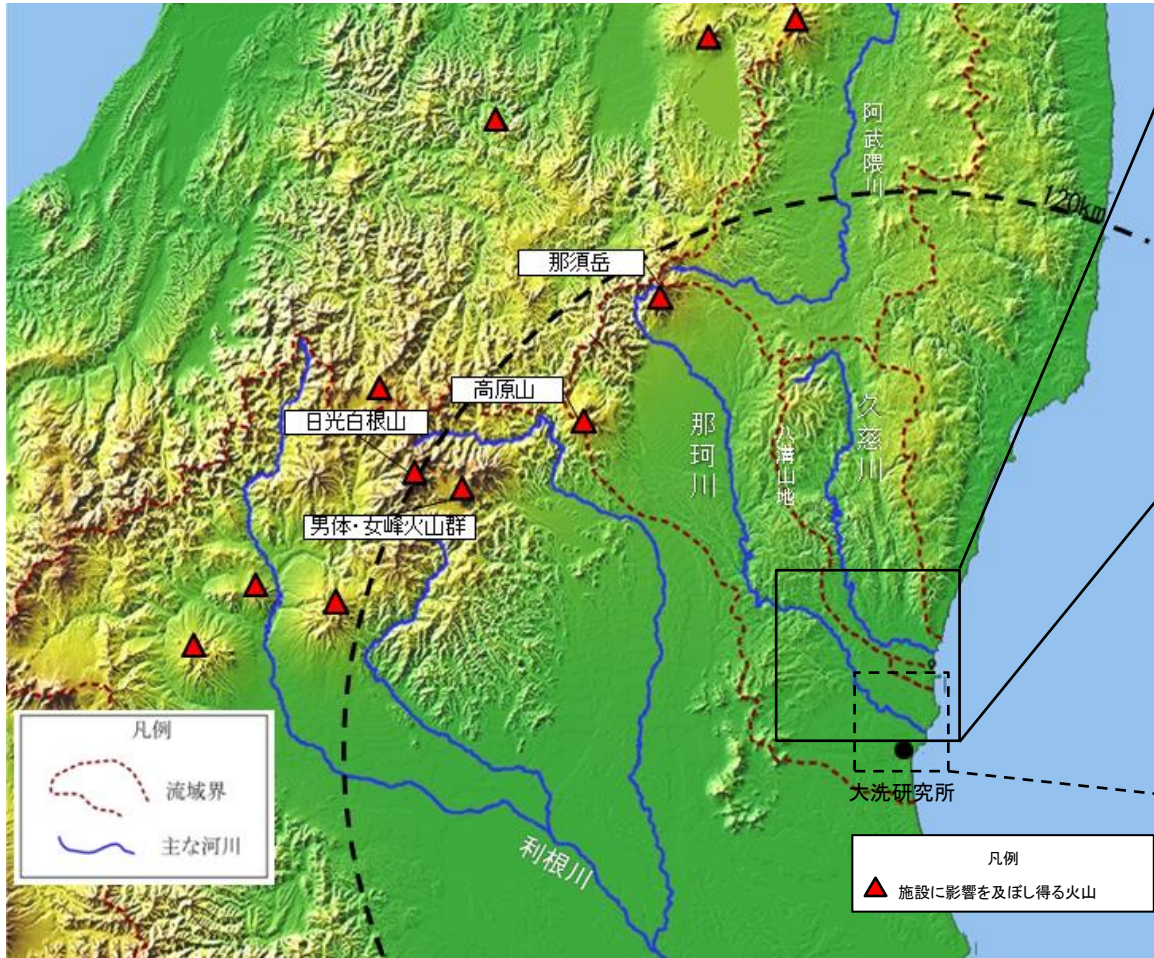 阿武隈川
120km
那須岳
高原山
日光白根山
久慈川
那珂川
八溝山地
男体・女峰火山群
凡例
流域界
主な河川
大洗研究所
利根川
凡例
施設に影響を及ぼし得る火山